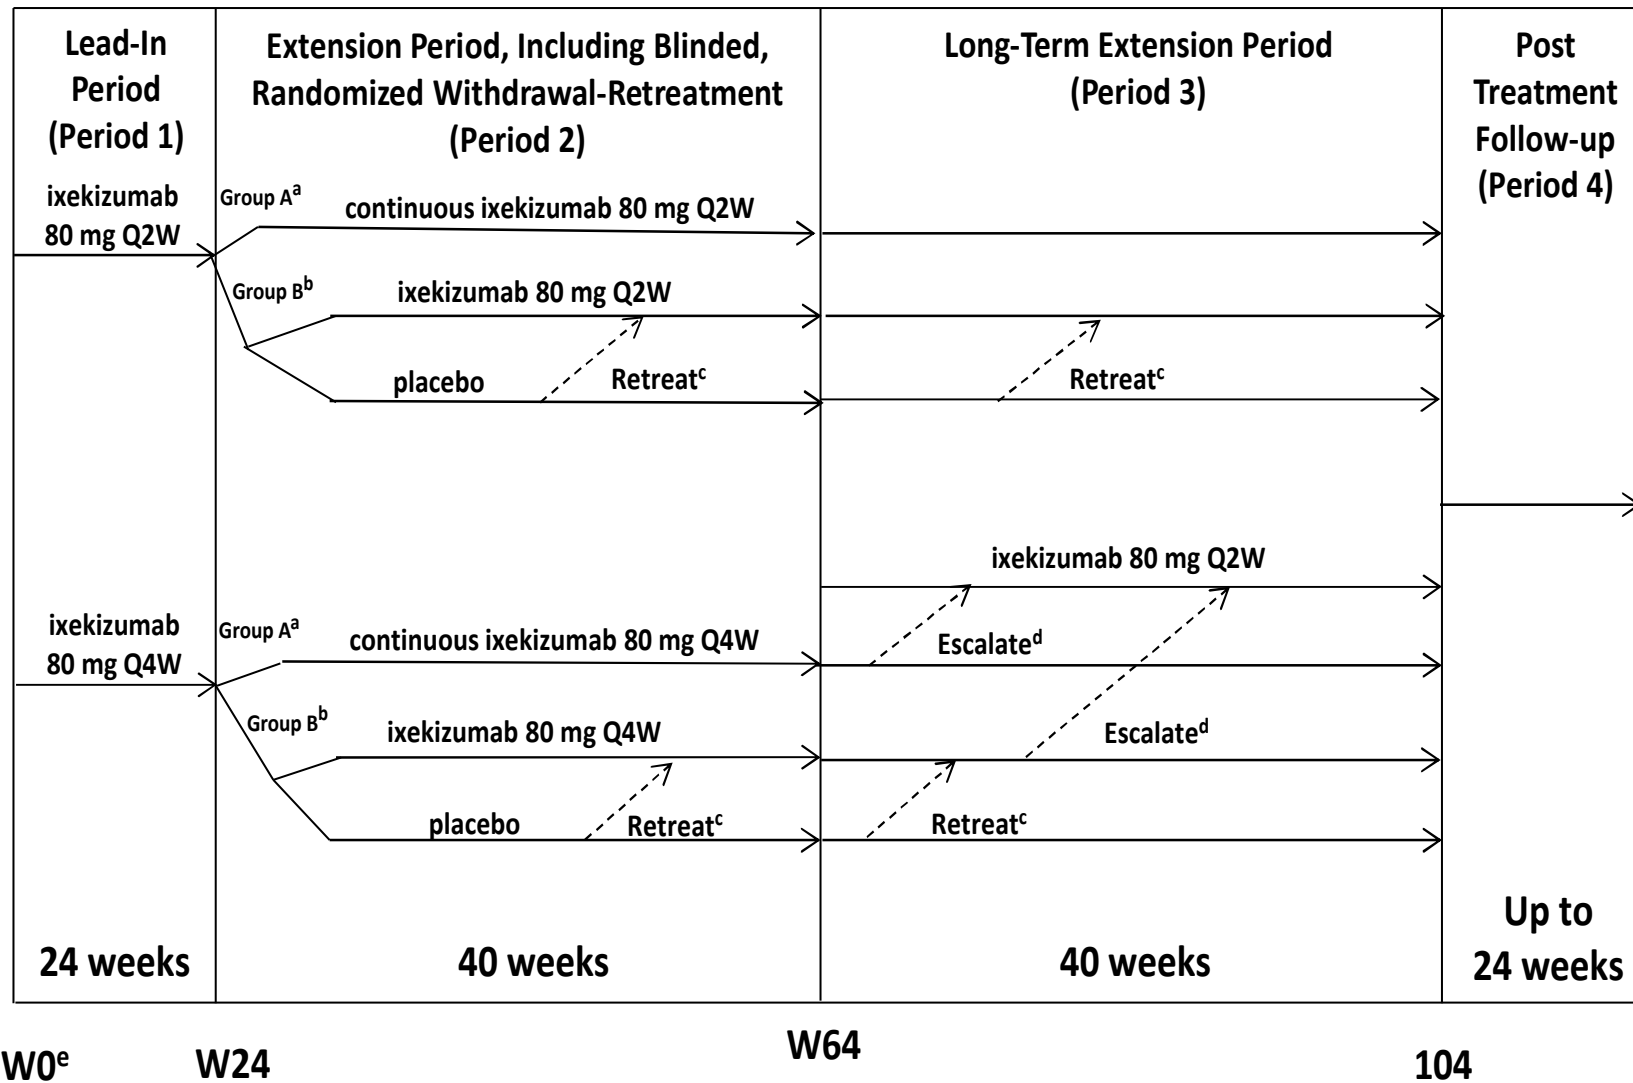 Lead-In
Period
(Period 1)
Extension Period, Including Blinded,
Randomized Withdrawal-Retreatment
(Period 2)
Long-Term Extension Period
(Period 3)
Post
Treatment
Follow-up
(Period 4)
ixekizumab
80 mg Q2W
Group Aᵃ
continuous ixekizumab 80 mg Q2W
Group Bᵇ
ixekizumab 80 mg Q2W
placebo
Retreatᶜ
Retreatᶜ
ixekizumab 80 mg Q2W
ixekizumab
80 mg Q4W
Group Aᵃ
continuous ixekizumab 80 mg Q4W
Escalateᵈ
Group Bᵇ
ixekizumab 80 mg Q4W
Escalateᵈ
placebo
Retreatᶜ
Retreatᶜ
24 weeks
40 weeks
40 weeks
Up to
24 weeks
W0ᵉ
W24
W64
104